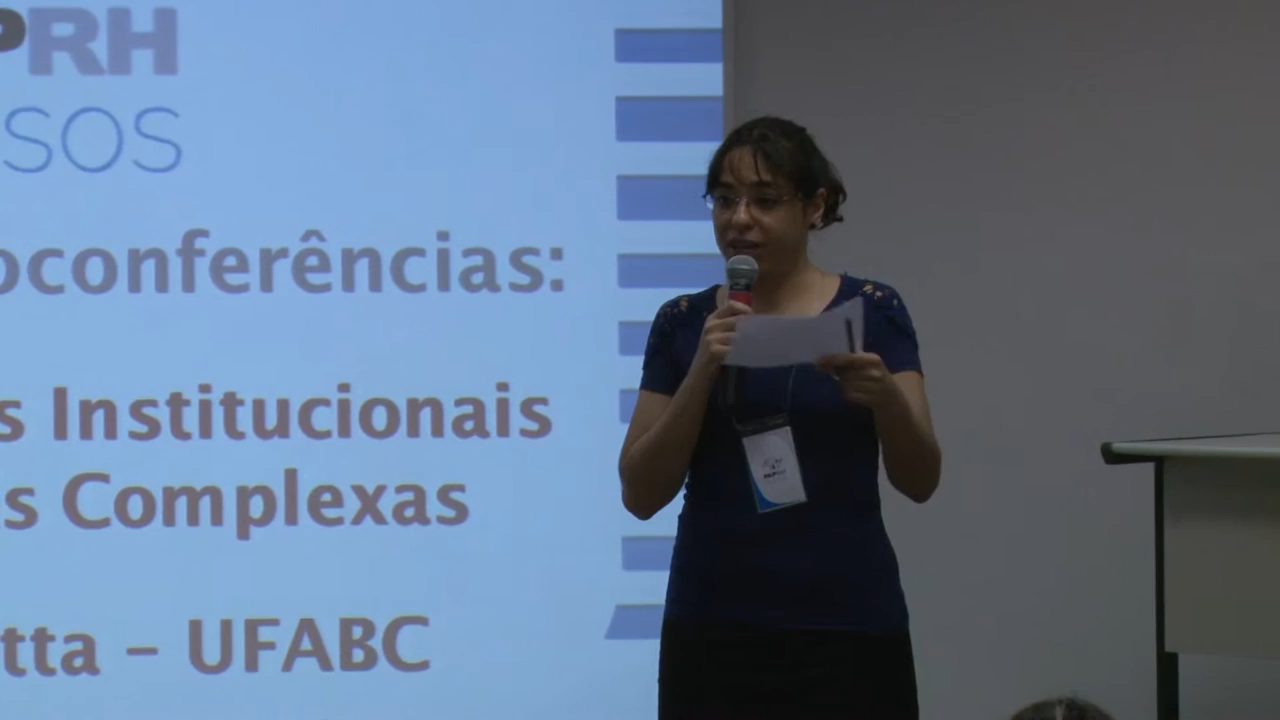 PRH
SOS
oconferências:
s Institucionais
s Complexas
tta – UFABC